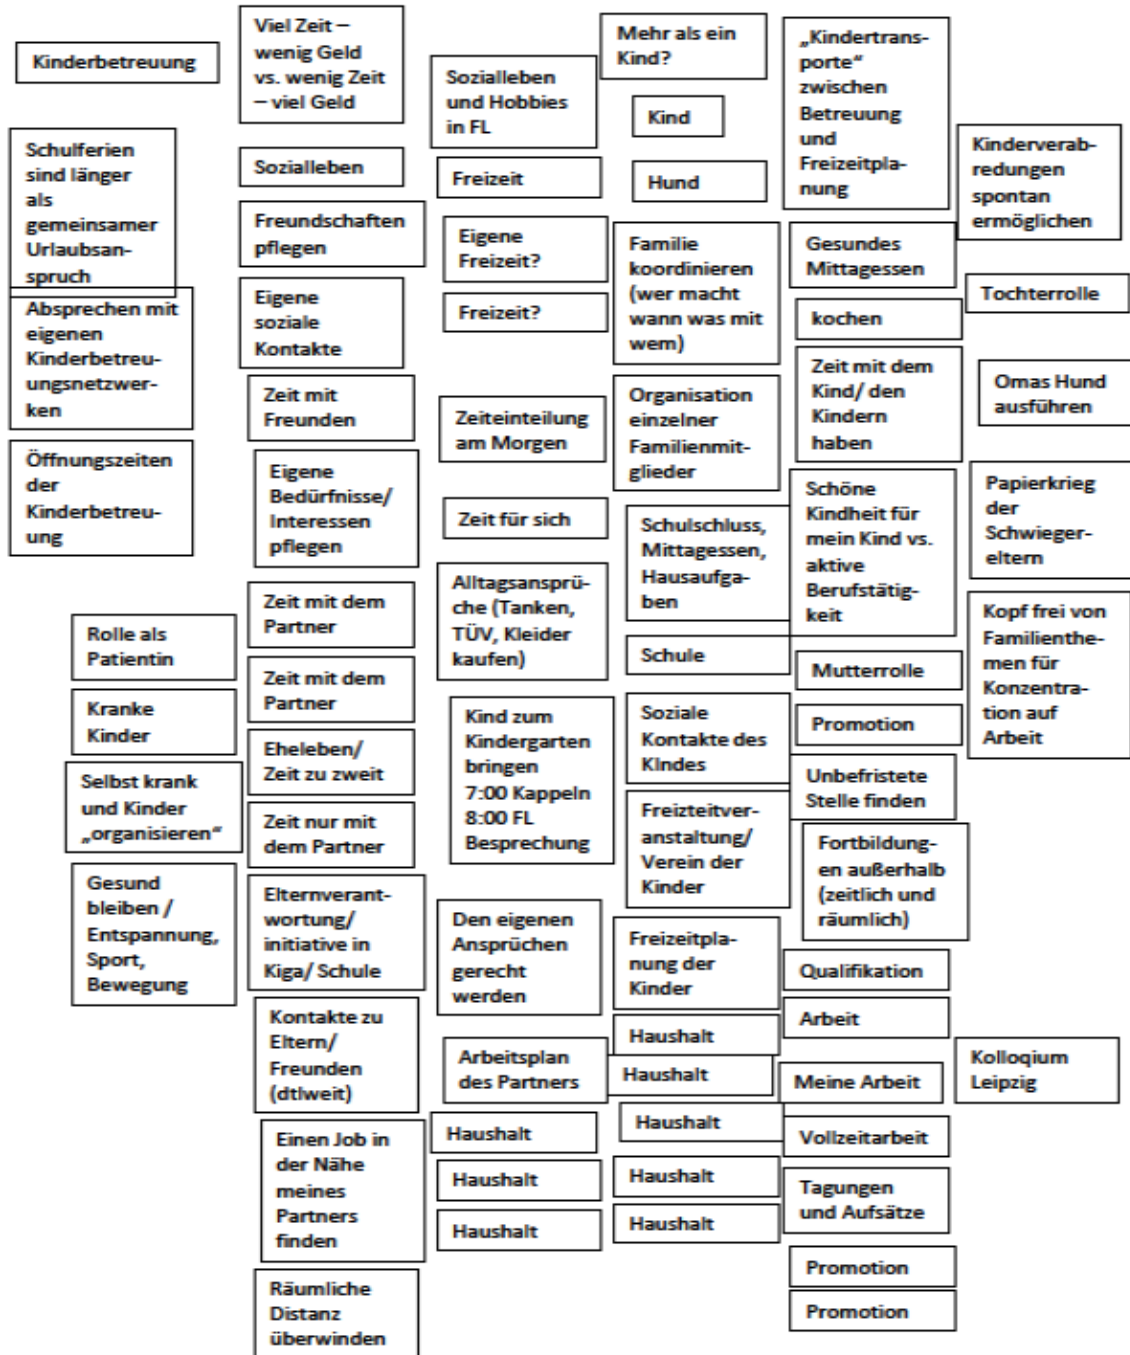 Kinderbetreuung
Schulferien
sind länger
als
gemeinsamer
Urlaubsan-
spruch
Absprechen mit
eigenen
Kinderbetreu-
ungsnetzwer-
ken
Öffnungszeiten
der
Kinderbetreu-
ung
Rolle als
Patientin
Kranke
Kinder
Selbst krank
und Kinder
„organisieren“
Gesund
bleiben /
Entspannung,
Sport,
Bewegung
Viel Zeit –
wenig Geld
vs. wenig Zeit
– viel Geld
Sozialleben
Freundschaften
pflegen
Eigene
soziale
Kontakte
Zeit mit
Freunden
Eigene
Bedürfnisse/
Interessen
pflegen
Zeit mit dem
Partner
Zeit mit dem
Partner
Eheleben/
Zeit zu zweit
Zeit nur mit
dem Partner
Elternverant-
wortung/
initiative in
Kiga/ Schule
Kontakte zu
Eltern/
Freunden
(dtlweit)
Einen Job in
der Nähe
meines
Partners
finden
Räumliche
Distanz
überwinden
Sozialleben
und Hobbies
in FL
Freizeit
Eigene
Freizeit?
Freizeit?
Zeiteinteilung
am Morgen
Zeit für sich
Alltagsansprü-
che (Tanken,
TÜV, Kleider
kaufen)
Kind zum
Kindergarten
bringen
7:00 Kappeln
8:00 FL
Besprechung
Den eigenen
Ansprüchen
gerecht
werden
Arbeitsplan
des Partners
Haushalt
Haushalt
Haushalt
Mehr als ein
Kind?
Kind
Hund
Familie
koordinieren
(wer macht
wann was mit
wem)
Organisation
einzelner
Familienmit-
glieder
Schulschluss,
Mittagessen,
Hausaufga-
ben
Schule
Soziale
Kontakte des
KIndes
Freizteitver-
anstaltung/
Verein der
Kinder
Freizeitpla-
nung der
Kinder
Haushalt
Haushalt
Haushalt
Haushalt
Haushalt
„Kindertrans-
porte“
zwischen
Betreuung
und
Freizeitpla-
nung
Gesundes
Mittagessen
kochen
Zeit mit dem
Kind/ den
Kindern
haben
Schöne
Kindheit für
mein Kind vs.
aktive
Berufstätig-
keit
Mutterrolle
Promotion
Unbefristete
Stelle finden
Fortbildung-
en außerhalb
(zeitlich und
räumlich)
Qualifikation
Arbeit
Meine Arbeit
Vollzeitarbeit
Tagungen
und Aufsätze
Promotion
Promotion
Kinderverab-
redungen
spontan
ermöglichen
Tochterrolle
Omas Hund
ausführen
Papierkrieg
der
Schwieger-
eltern
Kopf frei von
Familienthe-
men für
Konzentra-
tion auf
Arbeit
Kolloqium
Leipzig